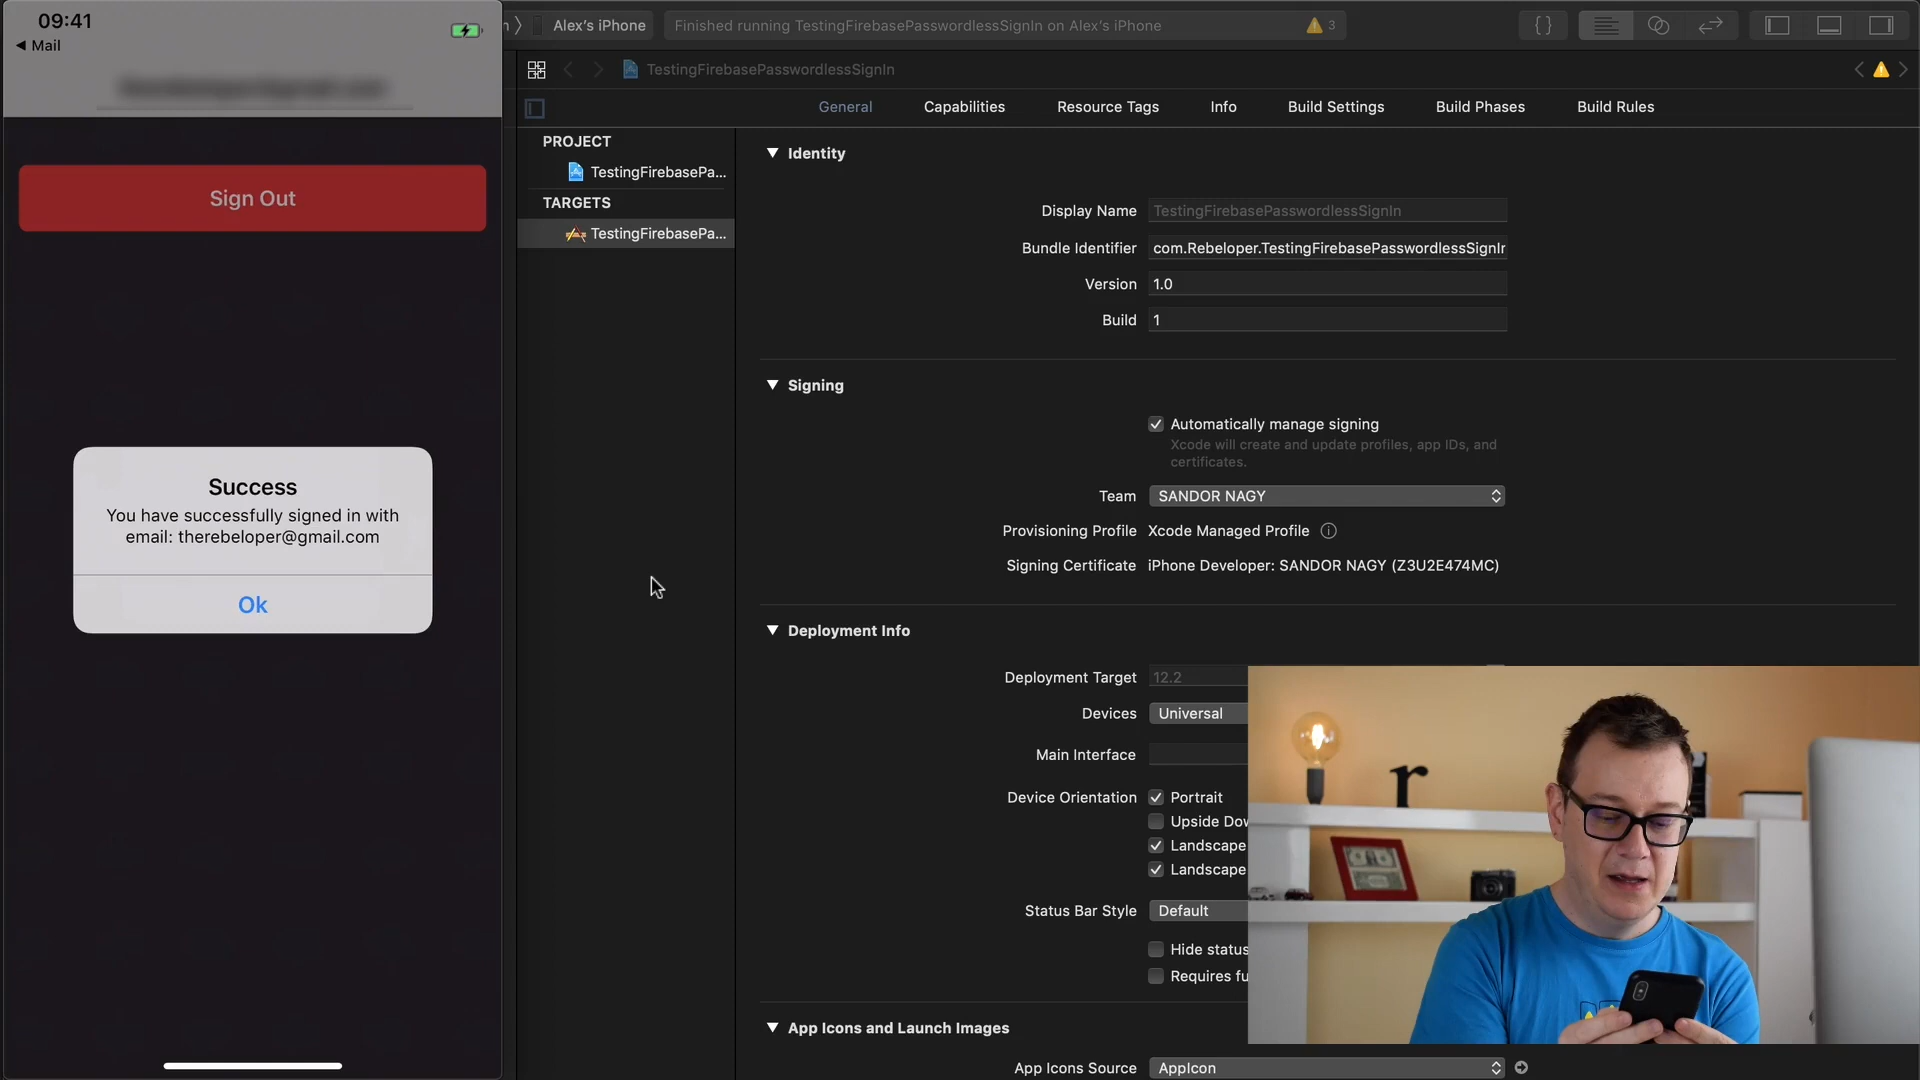 09:41
Mail
Sign Out
Success
You have successfully signed in with
email: therebeloper@gmail.com
Ok
Alex's iPhone
Finished running TestingFirebasePasswordlessSignIn on Alex's iPhone
3
TestingFirebasePasswordlessSignIn
General
Capabilities
Resource Tags
Info
Build Settings
Build Phases
Build Rules
PROJECT
TestingFirebasePa...
TARGETS
TestingFirebasePa...
Identity
Display Name TestingFirebasePasswordlessSignIn
Bundle Identifier com.Rebeloper.TestingFirebasePasswordlessSignIr
Version 1.0
Build 1
Signing
Automatically manage signing
Xcode will create and update profiles, app IDs, and
certificates.
Team SANDOR NAGY
Provisioning Profile Xcode Managed Profile
Signing Certificate iPhone Developer: SANDOR NAGY (Z3U2E474MC)
Deployment Info
Deployment Target 12.2
Devices Universal
Main Interface
Device Orientation Portrait
Upside Dow
Landscape
Landscape
Status Bar Style Default
Hide status
Requires fu
App Icons and Launch Images
App Icons Source AppIcon
r